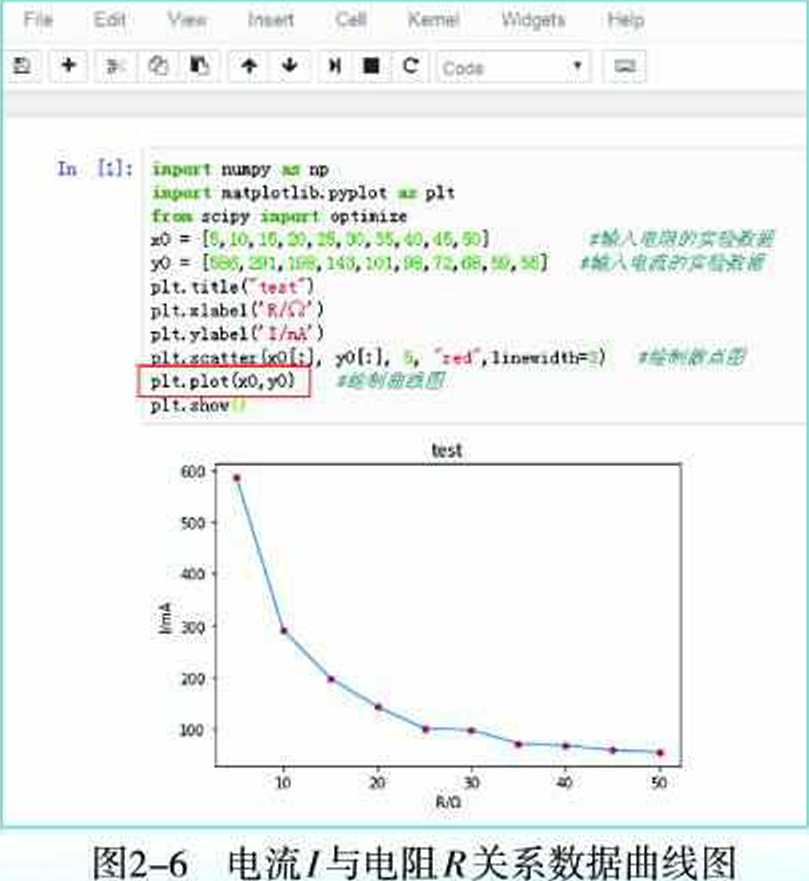 File Edit View Insert Cell Kernel Widgets Help
Code
In [1]: import numpy as np
import matplotlib.pyplot as plt
from scipy import optimize
x0 = [5,10,15,20,25,30,35,40,45,50] #输入电阻的实验数据
y0 = [586,291,198,143,101,98,72,68,59,55] #输入电流的实验数据
plt.title("test")
plt.xlabel('R/Ω')
plt.ylabel('I/mA')
plt.scatter(x0[:], y0[:], 5, "red",linewidth=2) #绘制散点图
plt.plot(x0,y0) #绘制曲线图
plt.show()
test
600
500
400
300
200
100
I/mA
10 20 30 40 50
R/Ω
图2-6 电流I与电阻R关系数据曲线图